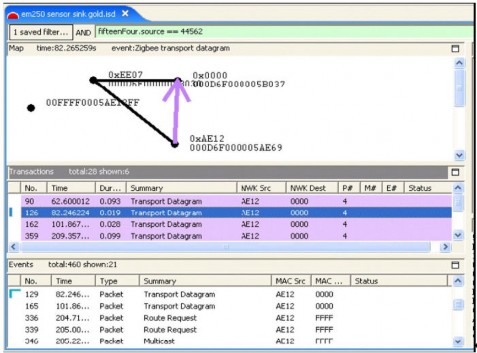 em250 sensor sink gold.isd
1 saved filter... AND fifteenFour.source == 44562
Map time:82.265259s event:Zigbee transport datagram
0xEE07 0x0000
000D6F000005B037
00FFFF0005AE
0xAE12
000D6F000005AE69
Transactions total:28 shown:6
No. Time Dur... Summary NWK Src NWK Dest P# M# E# Status
90 62.600012 0.093 Transport Datagram AE12 0000 4
126 82.246224 0.019 Transport Datagram AE12 0000 4
162 101.867... 0.028 Transport Datagram AE12 0000 4
359 209.357... 0.099 Transport Datagram AE12 0000 4
Events total:460 shown:21
No. Time Type Summary MAC Src MAC ... Status
129 82.246... Packet Transport Datagram AE12 0000
165 101.86... Packet Transport Datagram AE12 0000
336 204.71... Packet Route Request AE12 FFFF
339 205.00... Packet Route Request AE12 FFFF
346 205.22... Packet Multicast AE12 FFFF